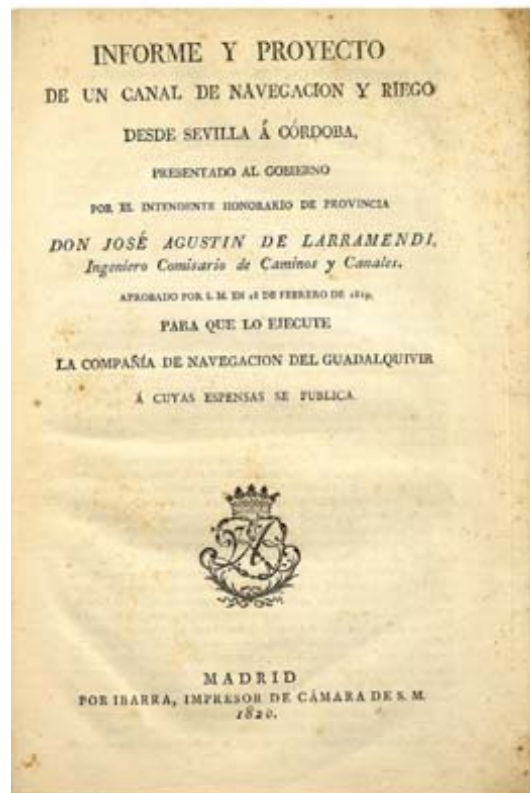 INFORME Y PROYECTO
DE UN CANAL DE NAVEGACION Y RIEGO
DESDE SEVILLA Á CÓRDOBA,
PRESENTADO AL GOBIERNO
POR EL INTENDENTE HONORARIO DE PROVINCIA
DON JOSÉ AGUSTIN DE LARRAMENDI,
Ingeniero Comisario de Caminos y Canales.
APROBADO POR S. M. EN 18 DE FEBRERO DE 1819,
PARA QUE LO EJECUTE
LA COMPAÑÍA DE NAVEGACION DEL GUADALQUIVIR
Á CUYAS ESPENSAS SE PUBLICA.
MADRID
POR IBARRA, IMPRESOR DE CÁMARA DE S. M.
1820.